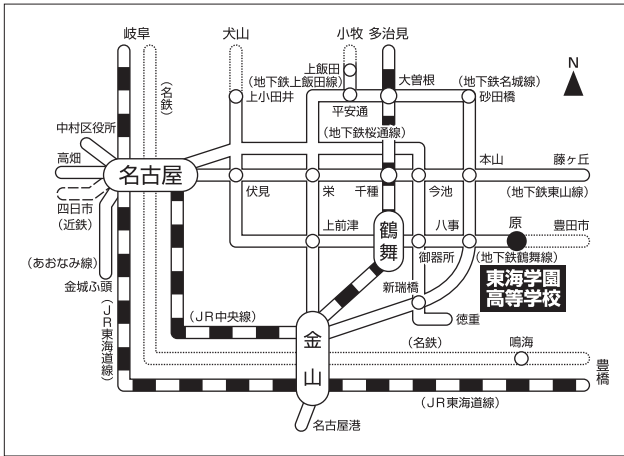 岐阜
犬山
小牧
多治見
N
(名鉄)
上飯田
(地下鉄上飯田線)
大曽根
(地下鉄名城線)
上小田井
平安通
砂田橋
(地下鉄桜通線)
中村区役所
高畑
名古屋
本山
藤ヶ丘
伏見
栄
千種
今池
(地下鉄東山線)
四日市
(近鉄)
上前津
鶴舞
八事
原
豊田市
御器所
(地下鉄鶴舞線)
(あおなみ線)
金城ふ頭
新瑞橋
東海学園
高等学校
(JR中央線)
徳重
(JR東海道線)
金山
(名鉄)
鳴海
豊橋
(JR東海道線)
名古屋港